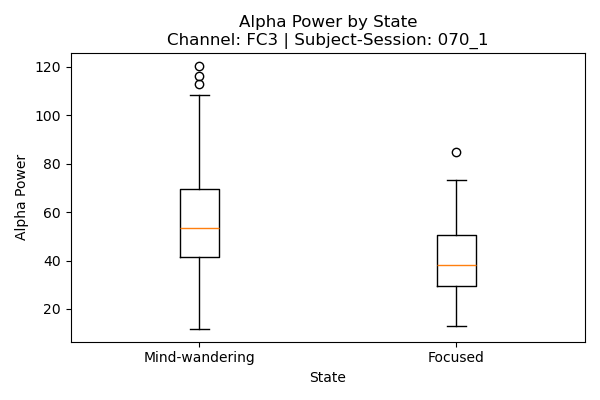 Alpha Power by State
Channel: FC3 | Subject-Session: 070_1
Alpha Power
120
100
80
60
40
20
Mind-wandering
Focused
State